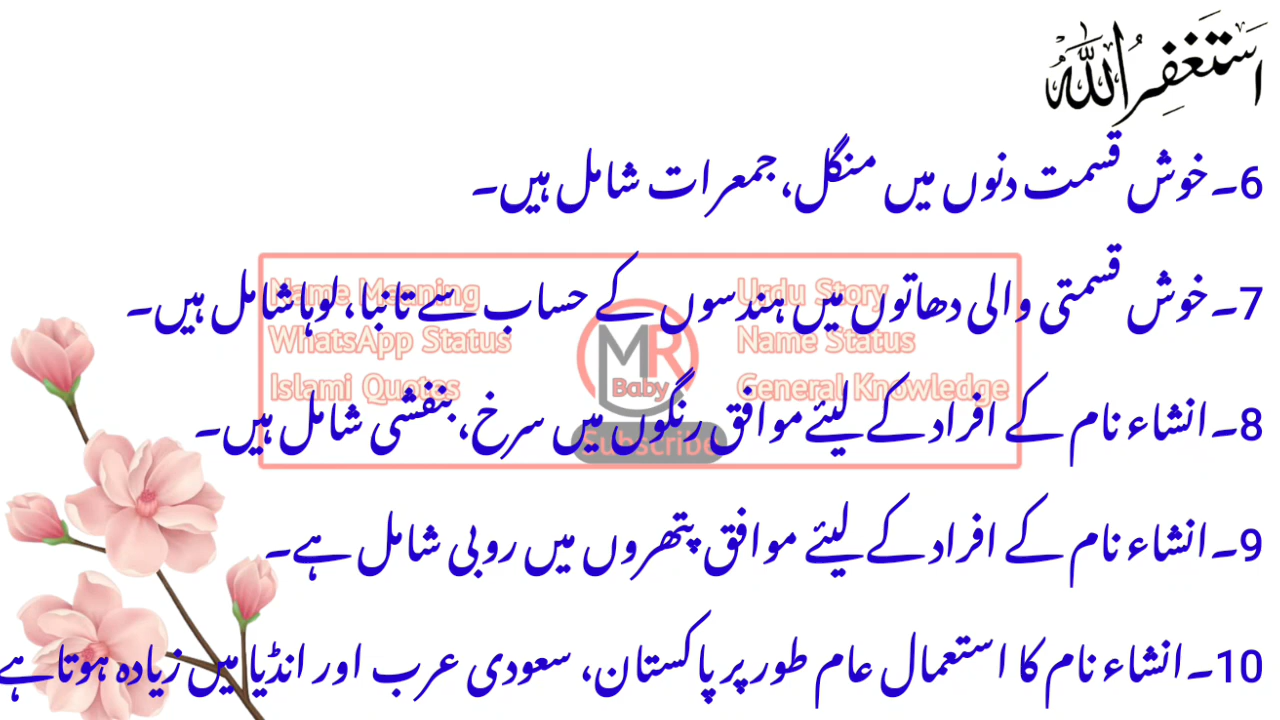 استغفراللہ
6۔خوش قسمت دنوں میں منگل، جمعرات شامل ہیں۔
7۔خوش قسمتی والی دھاتوں میں ہندسوں کے حساب سے تانبا، لوہا شامل ہیں۔
Name Meaning
Urdu Story
WhatsApp Status
Name Status
Islami Quotes
General Knowledge
MR
Baby
Subscribe
8۔انشاء نام کے افراد کے لیئے موافق رنگوں میں سرخ، بنفشی شامل ہیں۔
9۔انشاء نام کے افراد کے لیئے موافق پتھروں میں روبی شامل ہے۔
10۔انشاء نام کا استعمال عام طور پر پاکستان، سعودی عرب اور انڈیا میں زیادہ ہوتا ہے